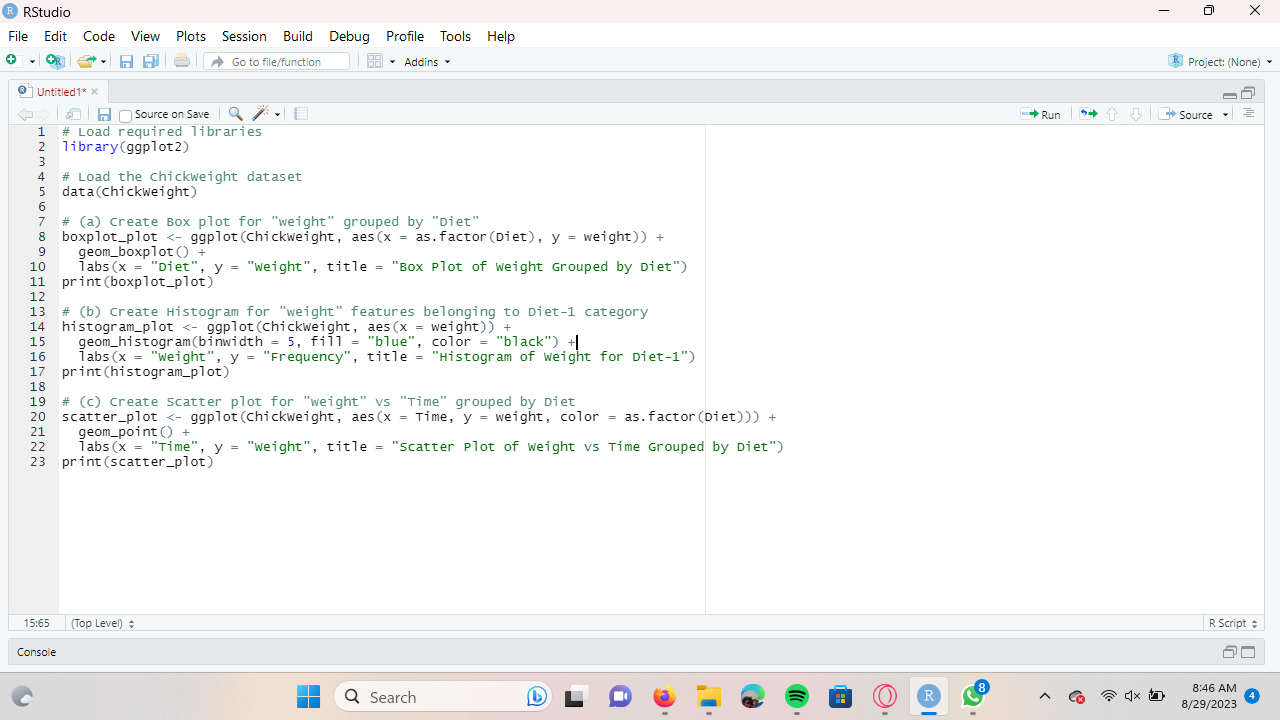 RStudio
File Edit Code View Plots Session Build Debug Profile Tools Help
Go to file/function Addins Project: (None)
Untitled1*
Source on Save Run Source
1 # Load required libraries
2 library(ggplot2)
3
4 # Load the ChickWeight dataset
5 data(ChickWeight)
6
7 # (a) Create Box plot for "weight" grouped by "Diet"
8 boxplot_plot <- ggplot(ChickWeight, aes(x = as.factor(Diet), y = weight)) +
9 geom_boxplot() +
10 labs(x = "Diet", y = "Weight", title = "Box Plot of Weight Grouped by Diet")
11 print(boxplot_plot)
12
13 # (b) Create Histogram for "weight" features belonging to Diet-1 category
14 histogram_plot <- ggplot(ChickWeight, aes(x = weight)) +
15 geom_histogram(binwidth = 5, fill = "blue", color = "black") +
16 labs(x = "Weight", y = "Frequency", title = "Histogram of Weight for Diet-1")
17 print(histogram_plot)
18
19 # (c) Create Scatter plot for "weight" vs "Time" grouped by Diet
20 scatter_plot <- ggplot(ChickWeight, aes(x = Time, y = weight, color = as.factor(Diet))) +
21 geom_point() +
22 labs(x = "Time", y = "Weight", title = "Scatter Plot of Weight vs Time Grouped by Diet")
23 print(scatter_plot)
15:65 (Top Level) R Script
Console
Search R 8 8:46 AM 4
8/29/2023